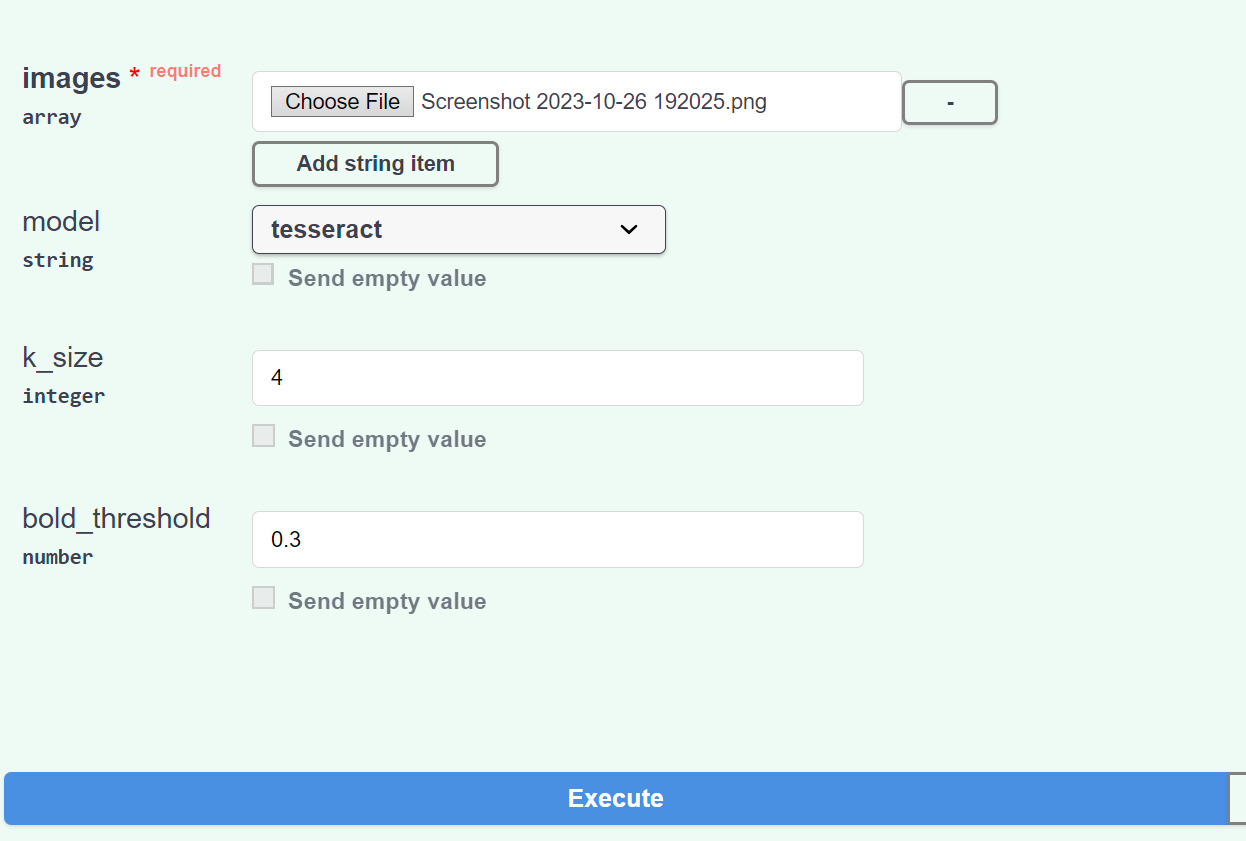 images * required
array
Choose File Screenshot 2023-10-26 192025.png
-
Add string item
model
string
tesseract
Send empty value
k_size
integer
4
Send empty value
bold_threshold
number
0.3
Send empty value
Execute